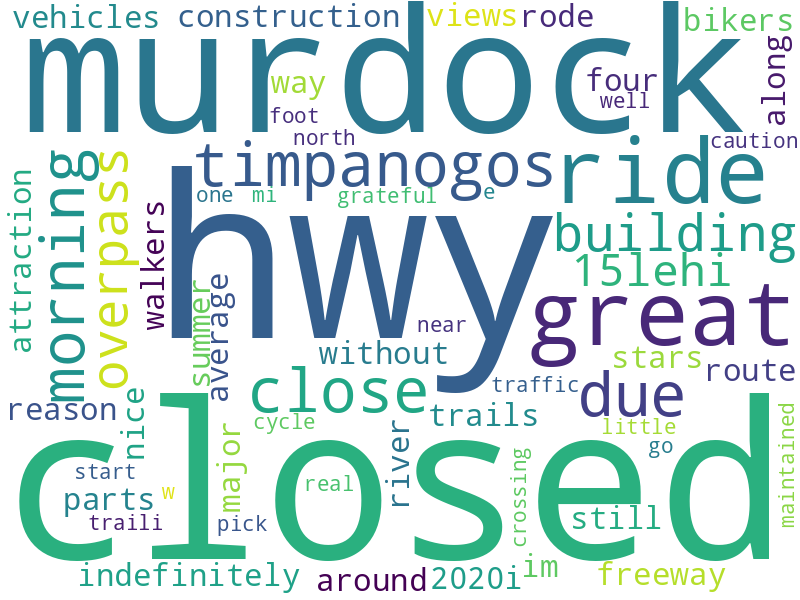 vehicles construction views rode bikers
murdock
way four along
foot well
north caution
morning overpass timpanogos ride
attraction walkers one mi grateful e
hwy
building
15lehi
summer average near great
without stars
reason nice close traffic due route
trails
cycle river little
closed
major crossing go maintained
start real
parts w
traili pick still
indefinitely around 2020i im freeway